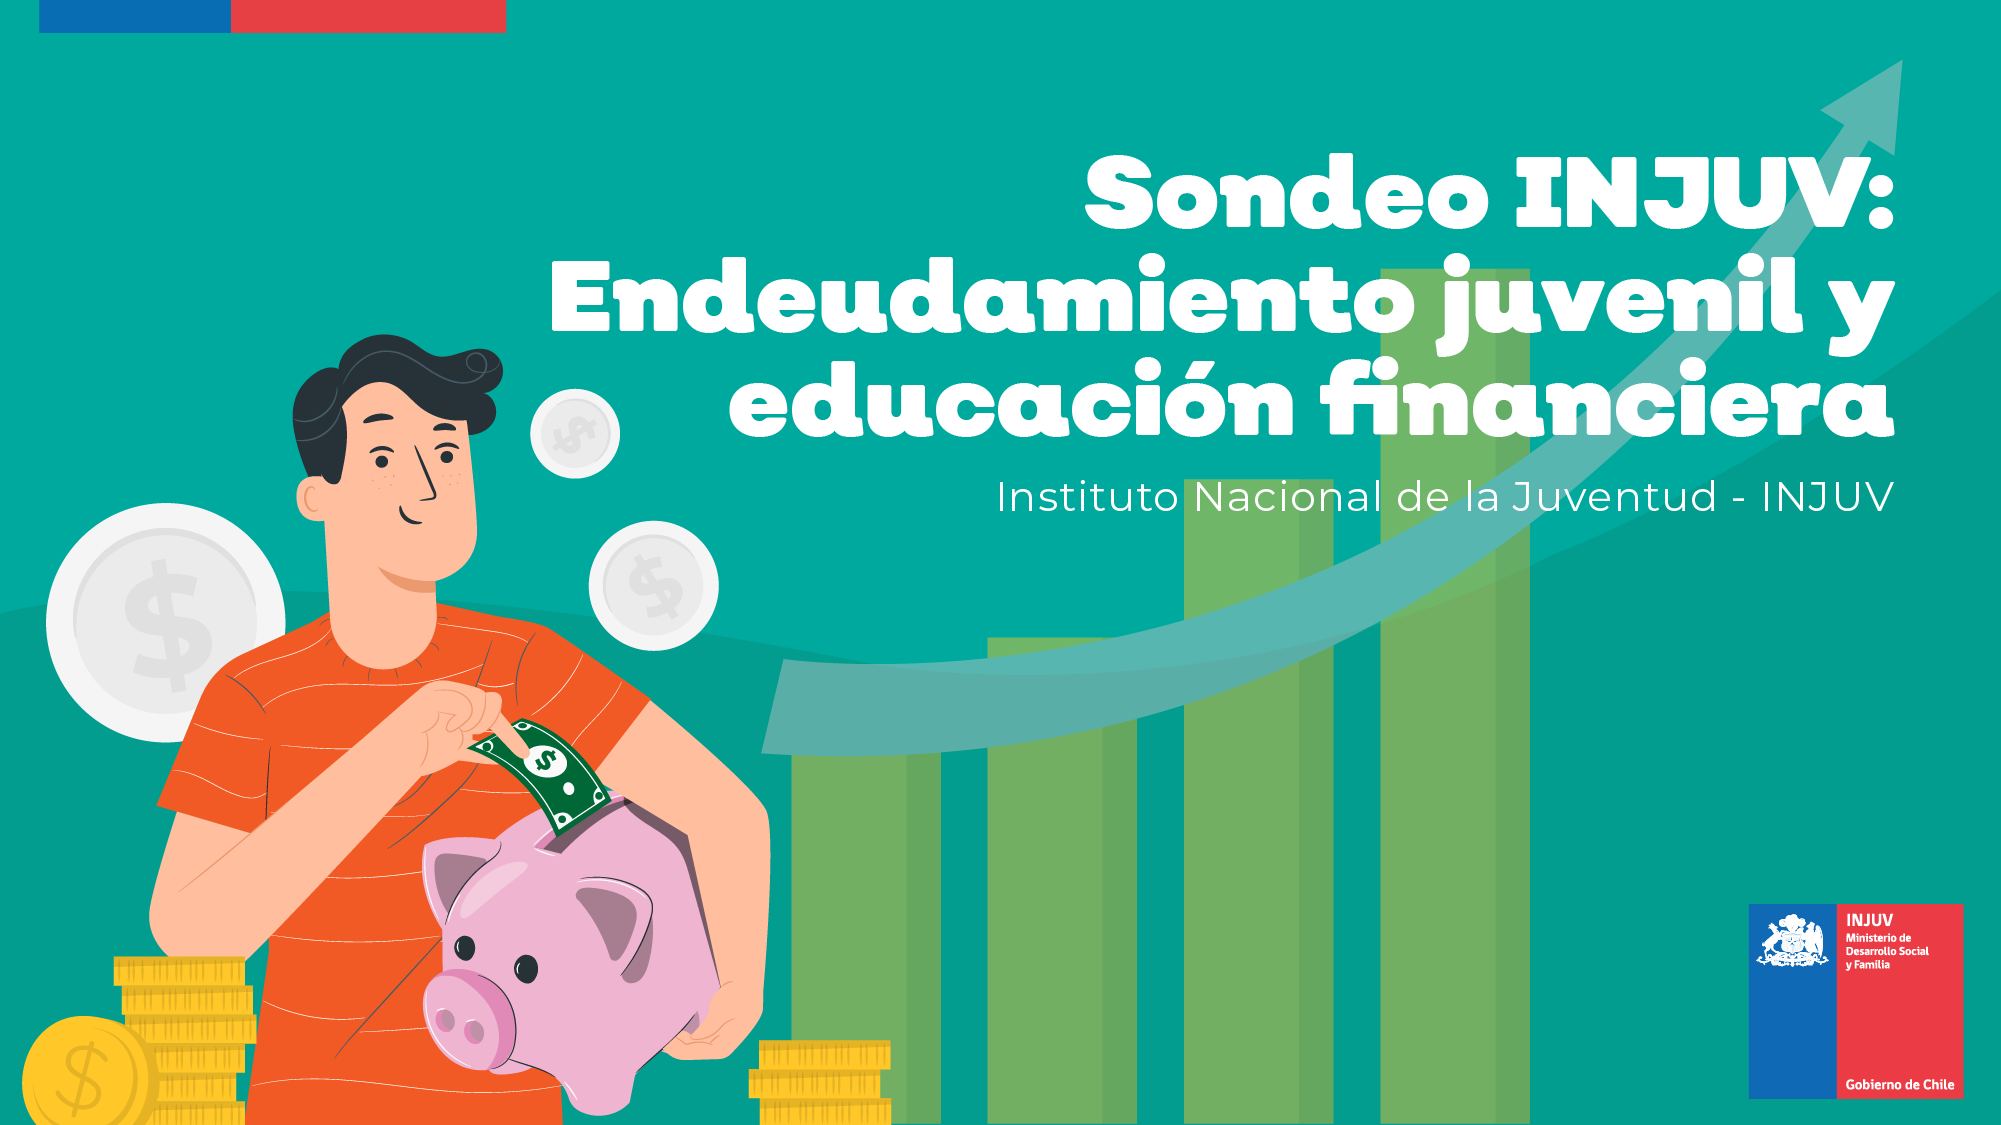 Sondeo INJUV:
Endeudamiento juvenil y
educación financiera
Instituto Nacional de la Juventud - INJUV
INJUV
Ministerio de
Desarrollo Social
y Familia
Gobierno de Chile